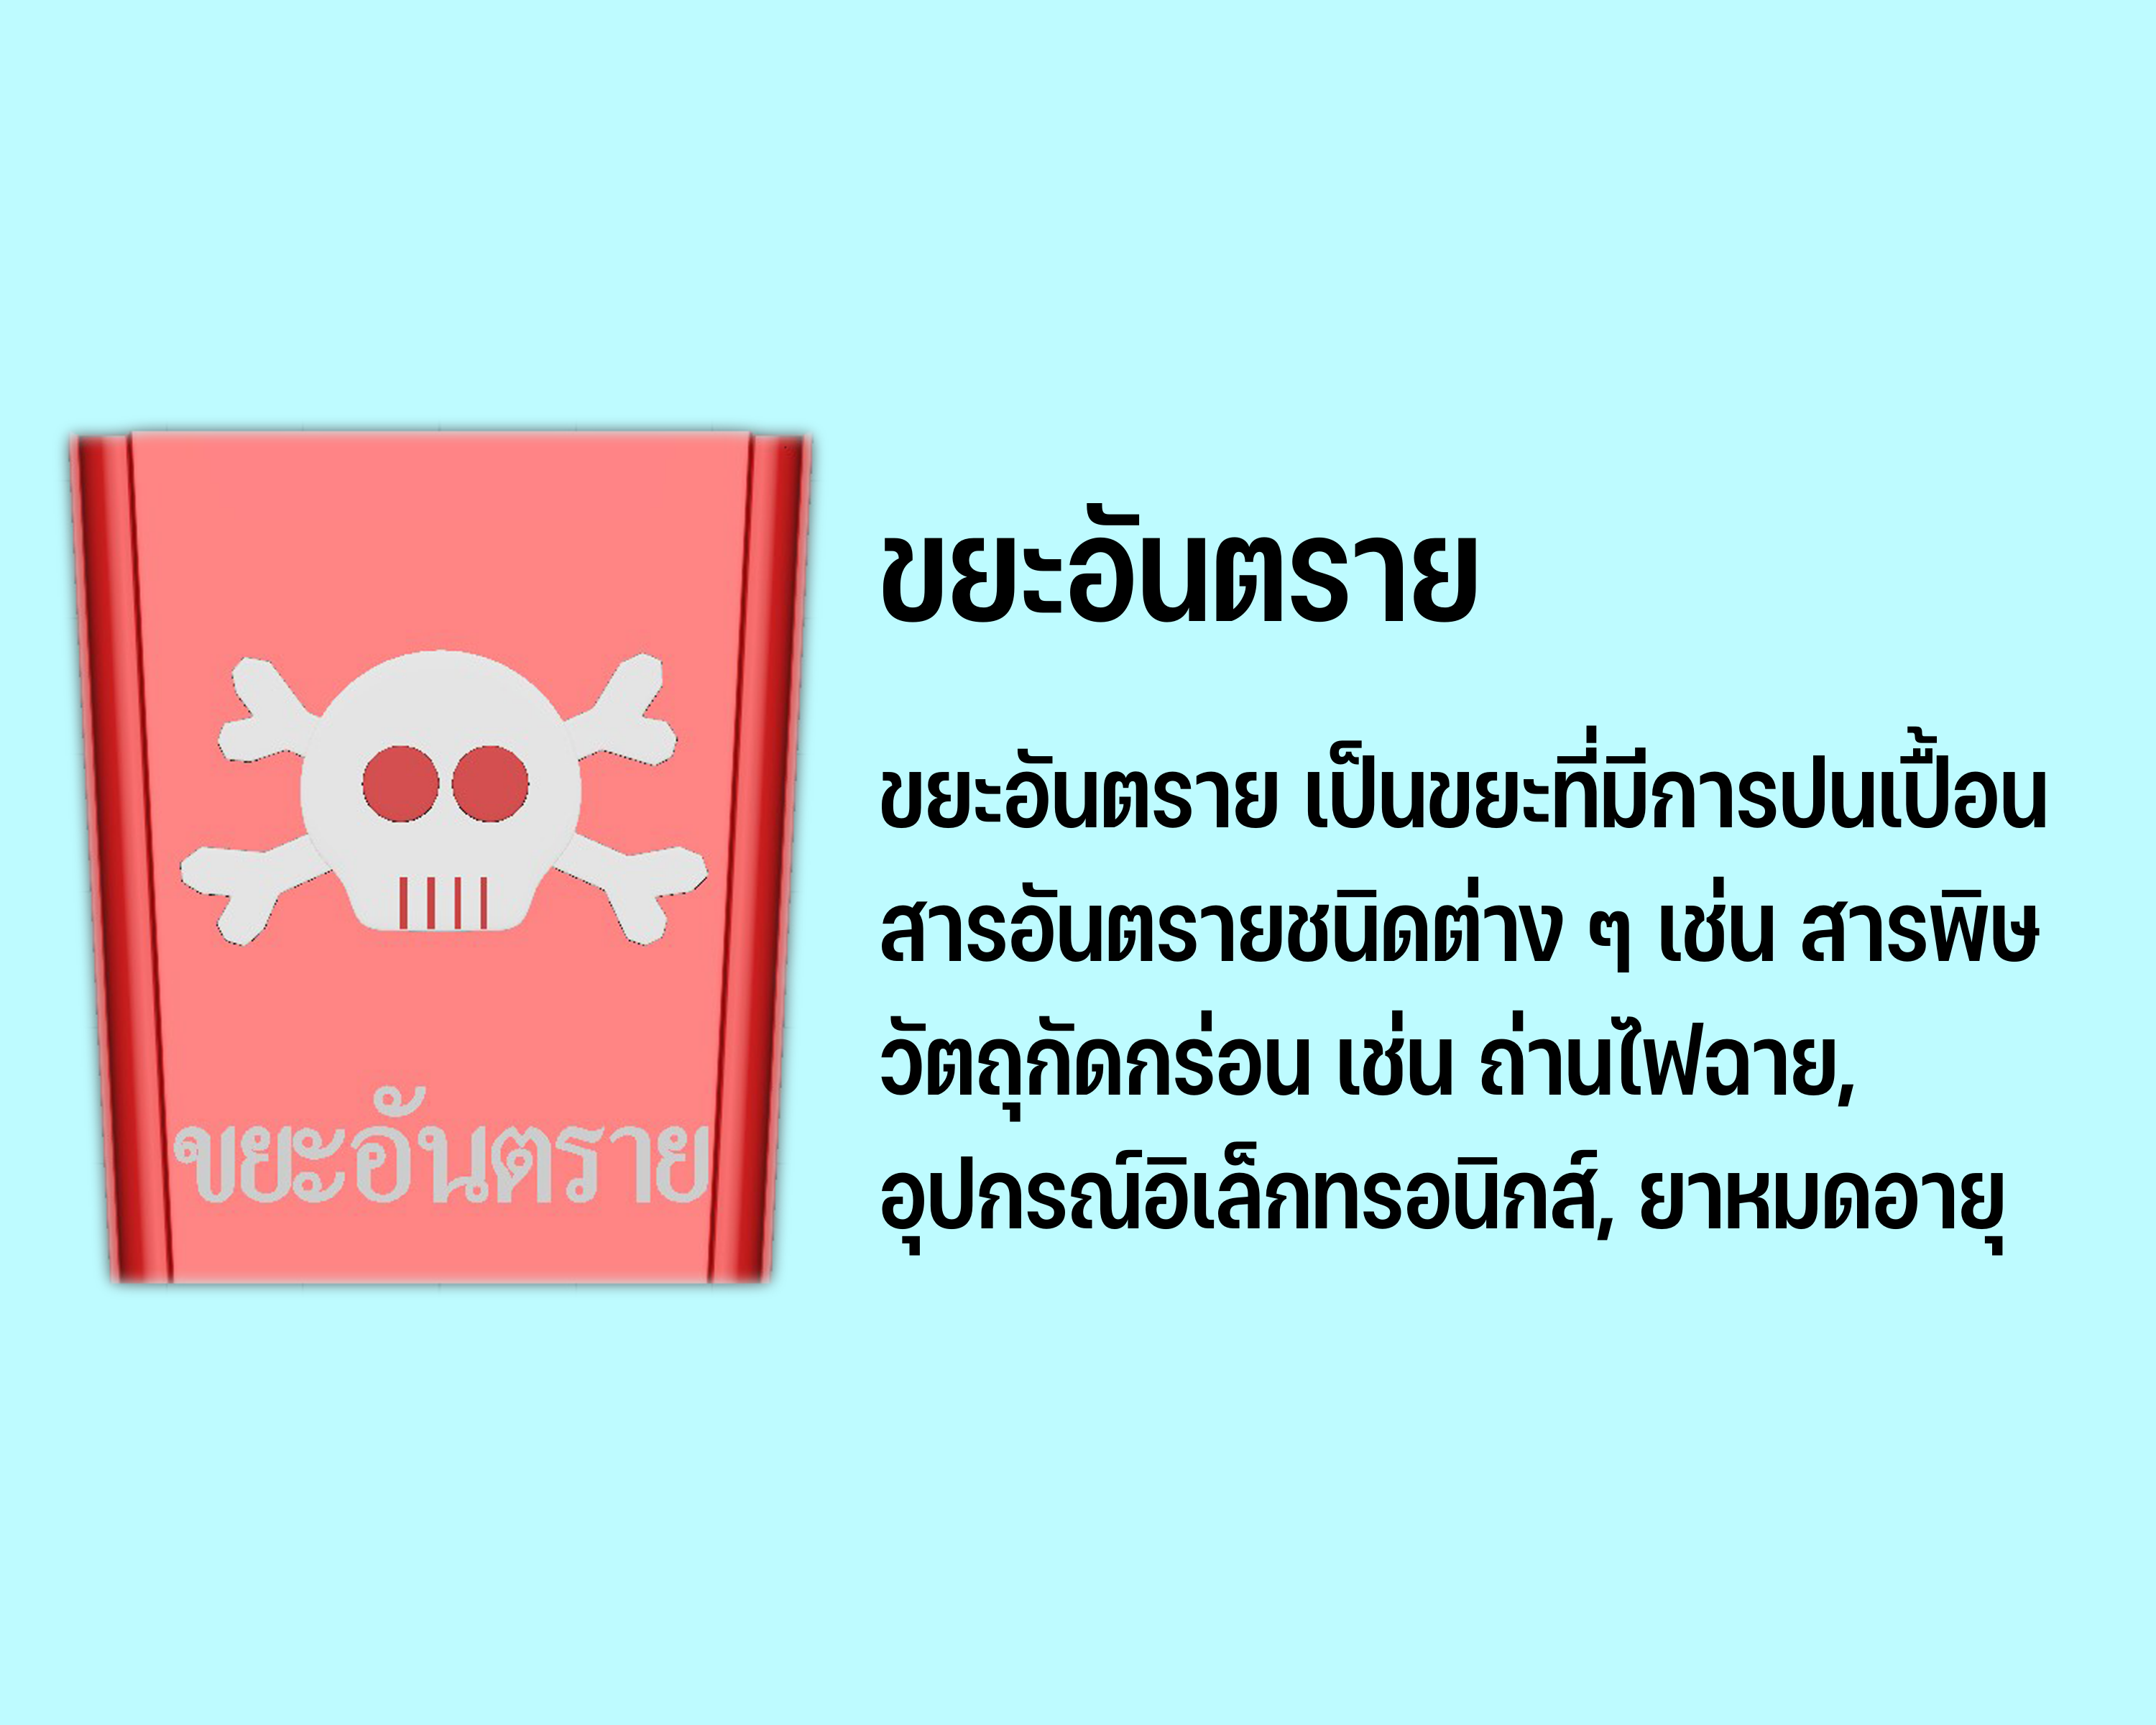 ขยะอันตราย
ขยะอันตราย
ขยะอันตราย เป็นขยะที่มีการปนเปื้อน
สารอันตรายชนิดต่าง ๆ เช่น สารพิษ
วัตถุกัดกร่อน เช่น ถ่านไฟฉาย,
อุปกรณ์อิเล็กทรอนิกส์, ยาหมดอายุ